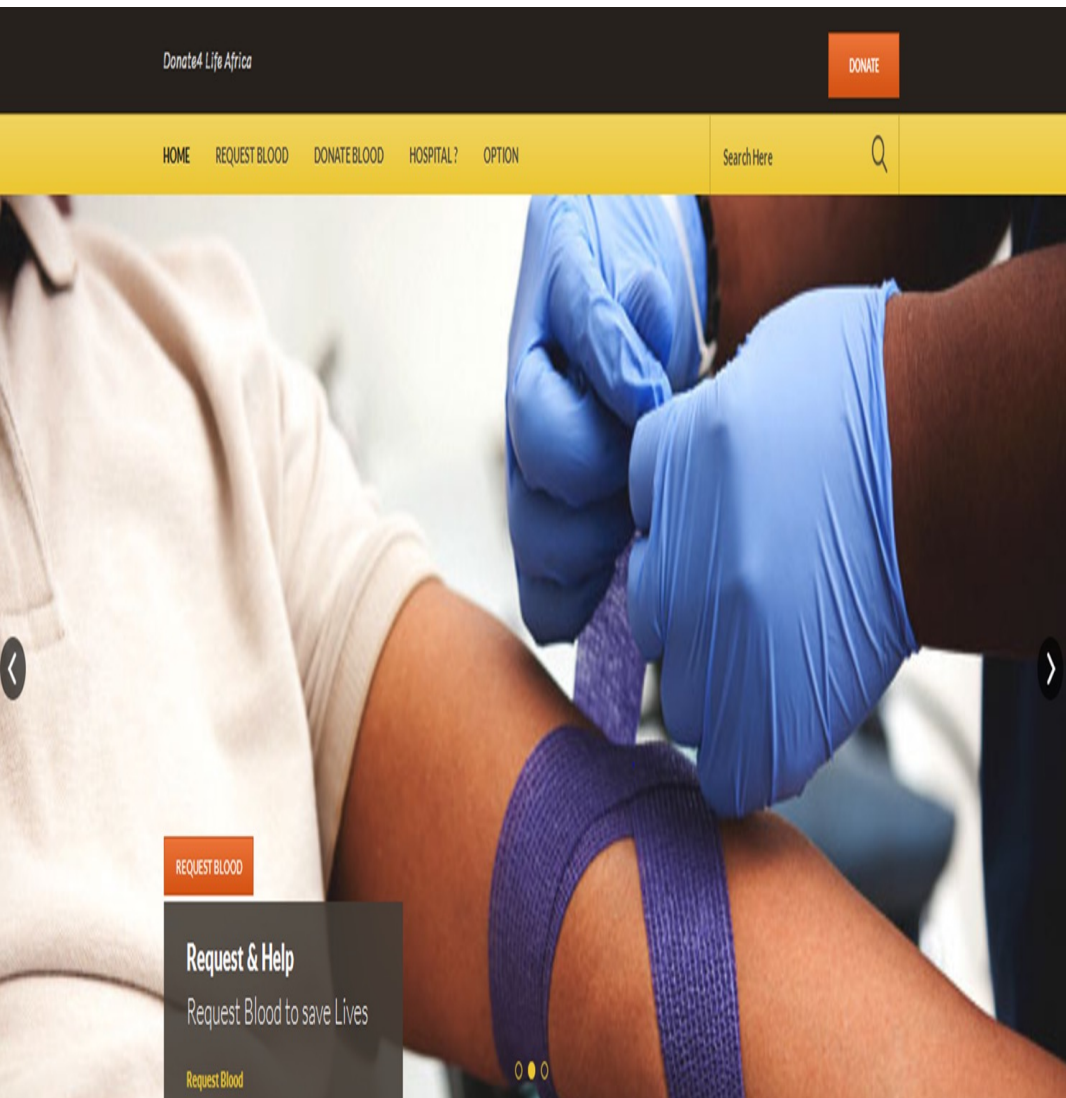 Donate4 Life Africa
DONATE
HOME REQUEST BLOOD DONATE BLOOD HOSPITAL ? OPTION Search Here
REQUEST BLOOD
Request & Help
Request Blood to save Lives
Request Blood